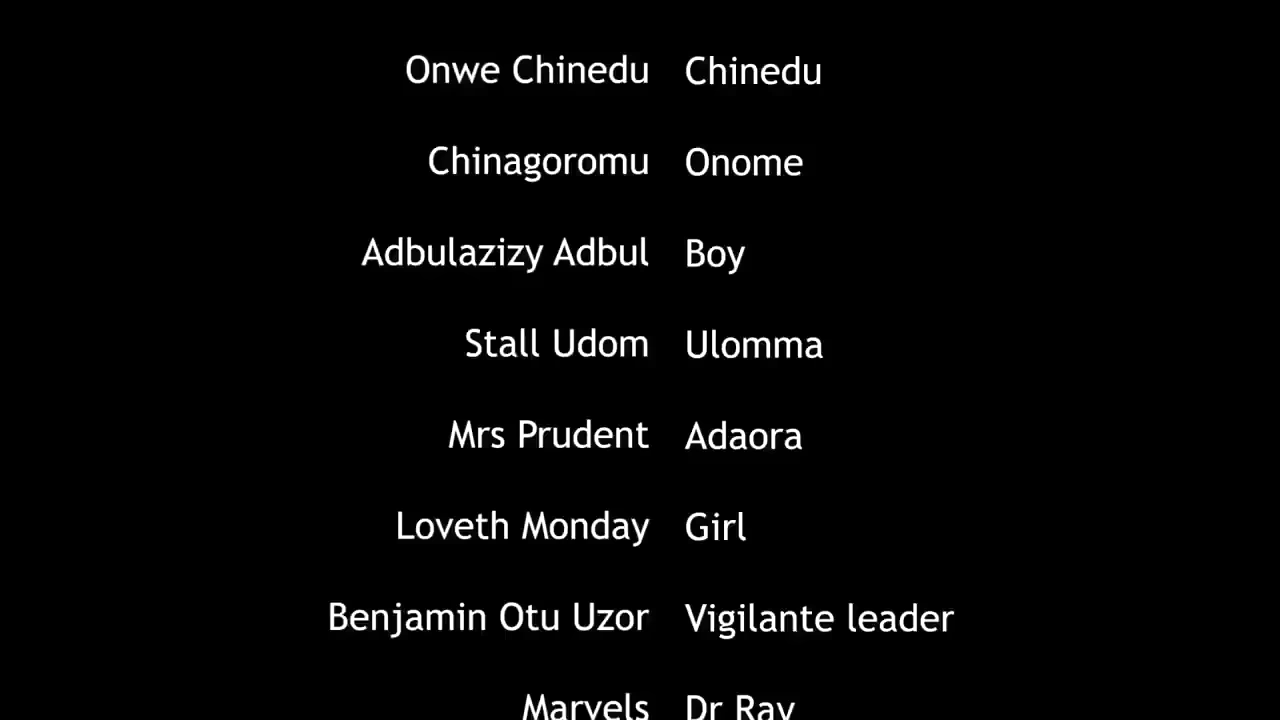 Onwe Chinedu Chinedu
Chinagoromu Onome
Adbulazizy Adbul Boy
Stall Udom Ulomma
Mrs Prudent Adaora
Loveth Monday Girl
Benjamin Otu Uzor Vigilante leader
Marvels Dr Ray